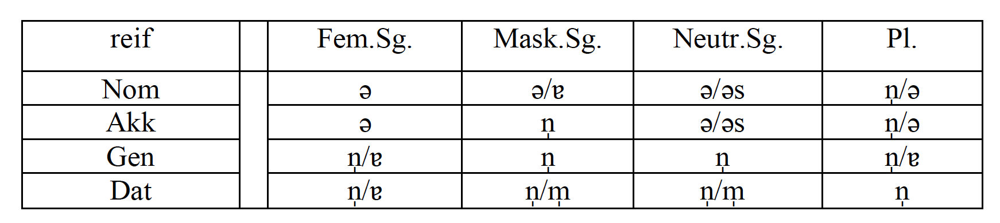 reif Fem.Sg. Mask.Sg. Neutr.Sg. Pl.
Nom ə ə/ɐ ə/əs n̩/ə
Akk ə n̩ ə/əs n̩/ə
Gen n̩/ɐ n̩ n̩ n̩/ɐ
Dat n̩/ɐ n̩/m̩ n̩/m̩ n̩